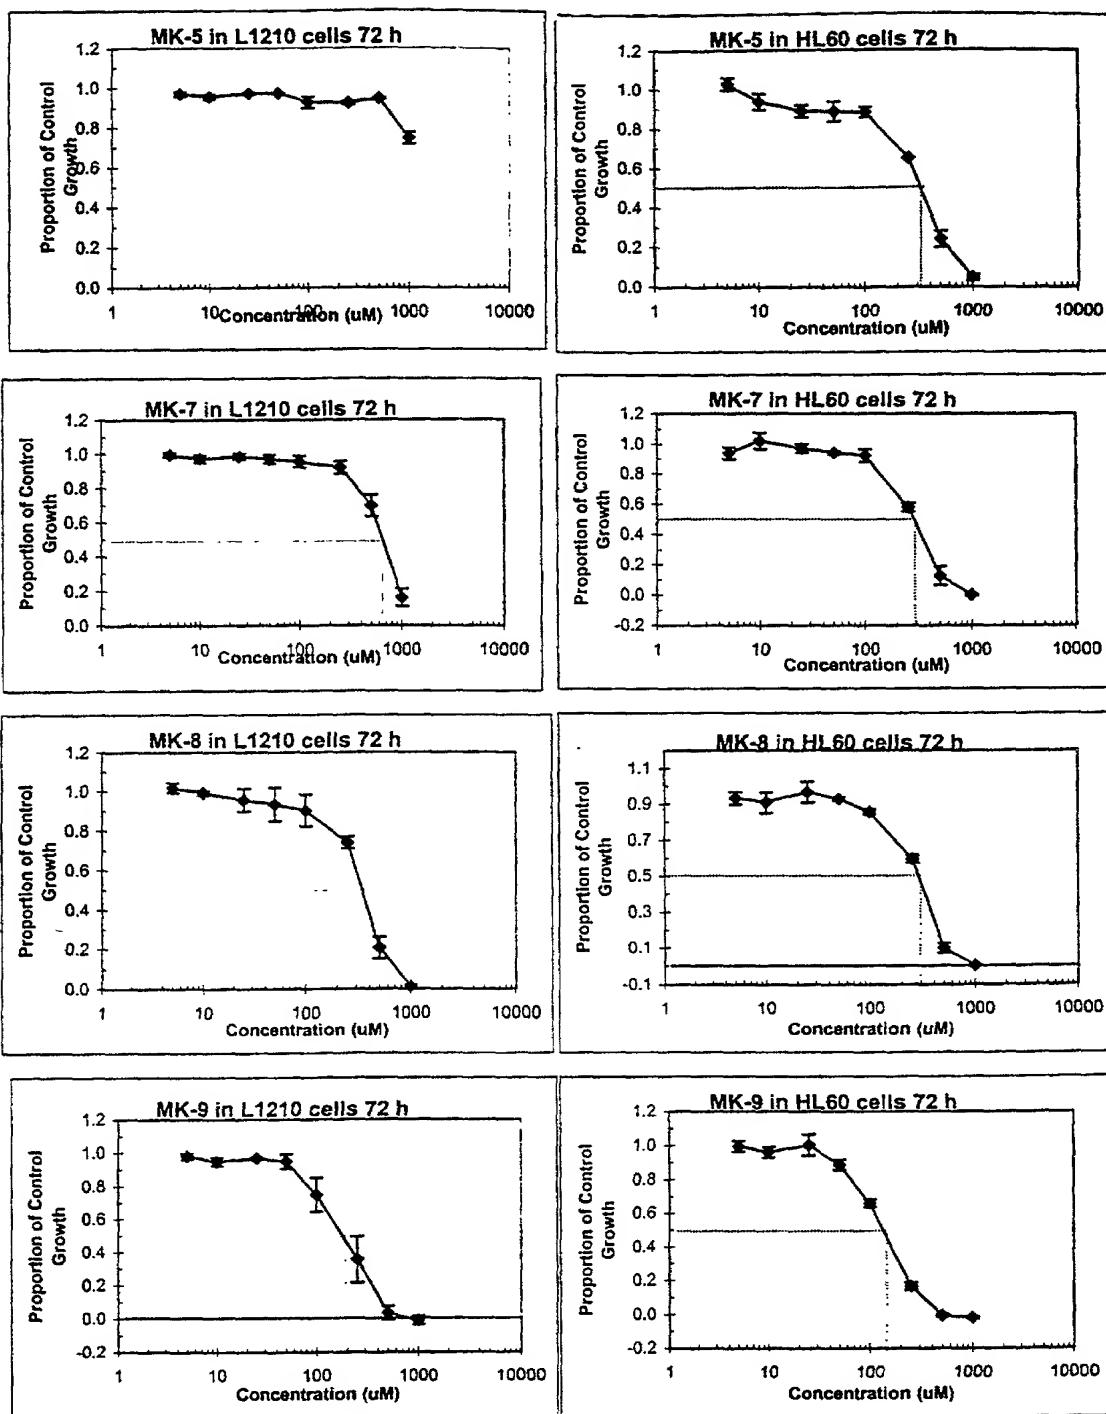 MK-5 in L1210 cells 72 h
Proportion of Control
Growth
1.2
1.0
0.8
0.6
0.4
0.2
0.0
1 10 100 1000 10000
Concentration (uM)
MK-5 in HL60 cells 72 h
Proportion of Control
Growth
1.2
1.0
0.8
0.6
0.4
0.2
0.0
1 10 100 1000 10000
Concentration (uM)
MK-7 in L1210 cells 72 h
Proportion of Control
Growth
1.2
1.0
0.8
0.6
0.4
0.2
0.0
1 10 100 1000 10000
Concentration (uM)
MK-7 in HL60 cells 72 h
Proportion of Control
Growth
1.2
1.0
0.8
0.6
0.4
0.2
0.0
-0.2
1 10 100 1000 10000
Concentration (uM)
MK-8 in L1210 cells 72 h
Proportion of Control
Growth
1.2
1.0
0.8
0.6
0.4
0.2
0.0
1 10 100 1000 10000
Concentration (uM)
MK-8 in HL60 cells 72 h
Proportion of Control
Growth
1.1
0.9
0.7
0.5
0.3
0.1
-0.1
1 10 100 1000 10000
Concentration (uM)
MK-9 in L1210 cells 72 h
Proportion of Control
Growth
1.2
1.0
0.8
0.6
0.4
0.2
0.0
-0.2
1 10 100 1000 10000
Concentration (uM)
MK-9 in HL60 cells 72 h
Proportion of Control
Growth
1.2
1.0
0.8
0.6
0.4
0.2
0.0
-0.2
1 10 100 1000 10000
Concentration (uM)